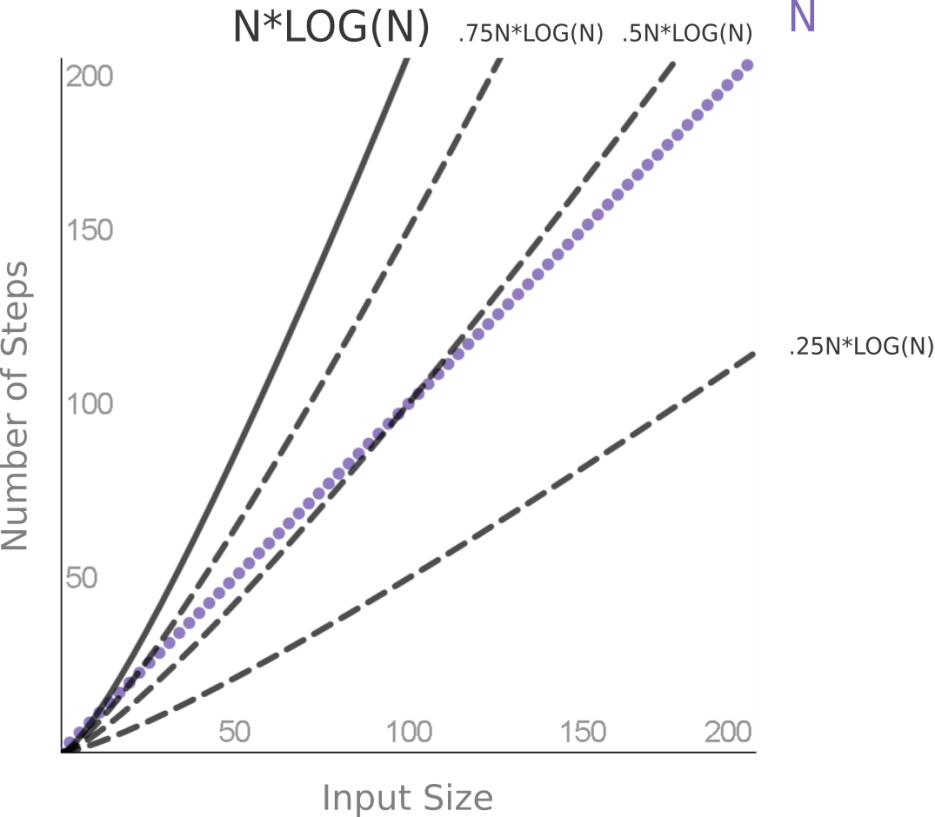 N*LOG(N) .75N*LOG(N) .5N*LOG(N) N
200
150
100
50
.25N*LOG(N)
50 100 150 200
Number of Steps
Input Size